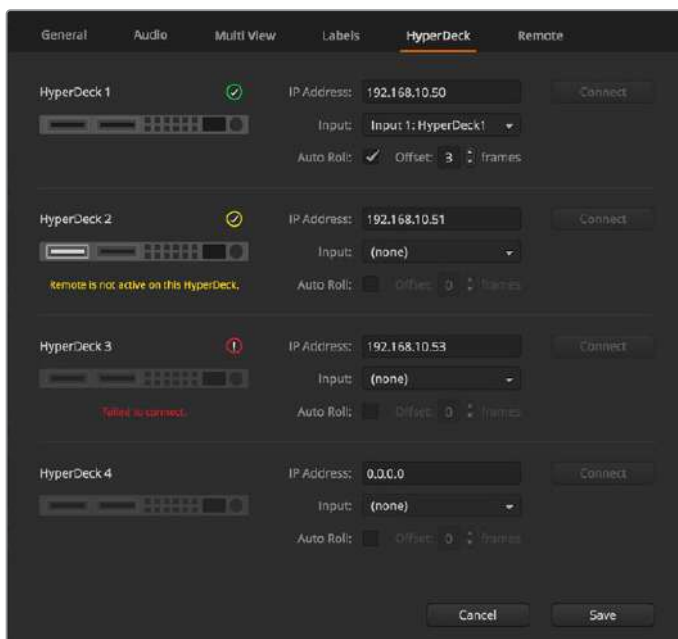 General Audio Multi View Labels HyperDeck Remote
HyperDeck 1 IP Address: 192.168.10.50 Connect
Input: Input 1: HyperDeck1
Auto Roll: Offset: 3 frames
HyperDeck 2 IP Address: 192.168.10.51 Connect
Input: (none)
Remote is not active on this HyperDeck. Auto Roll: Offset: 0 frames
HyperDeck 3 IP Address: 192.168.10.53 Connect
Input: (none)
Failed to connect. Auto Roll: Offset: 0 frames
HyperDeck 4 IP Address: 0.0.0.0 Connect
Input: (none)
Auto Roll: Offset: 0 frames
Cancel Save